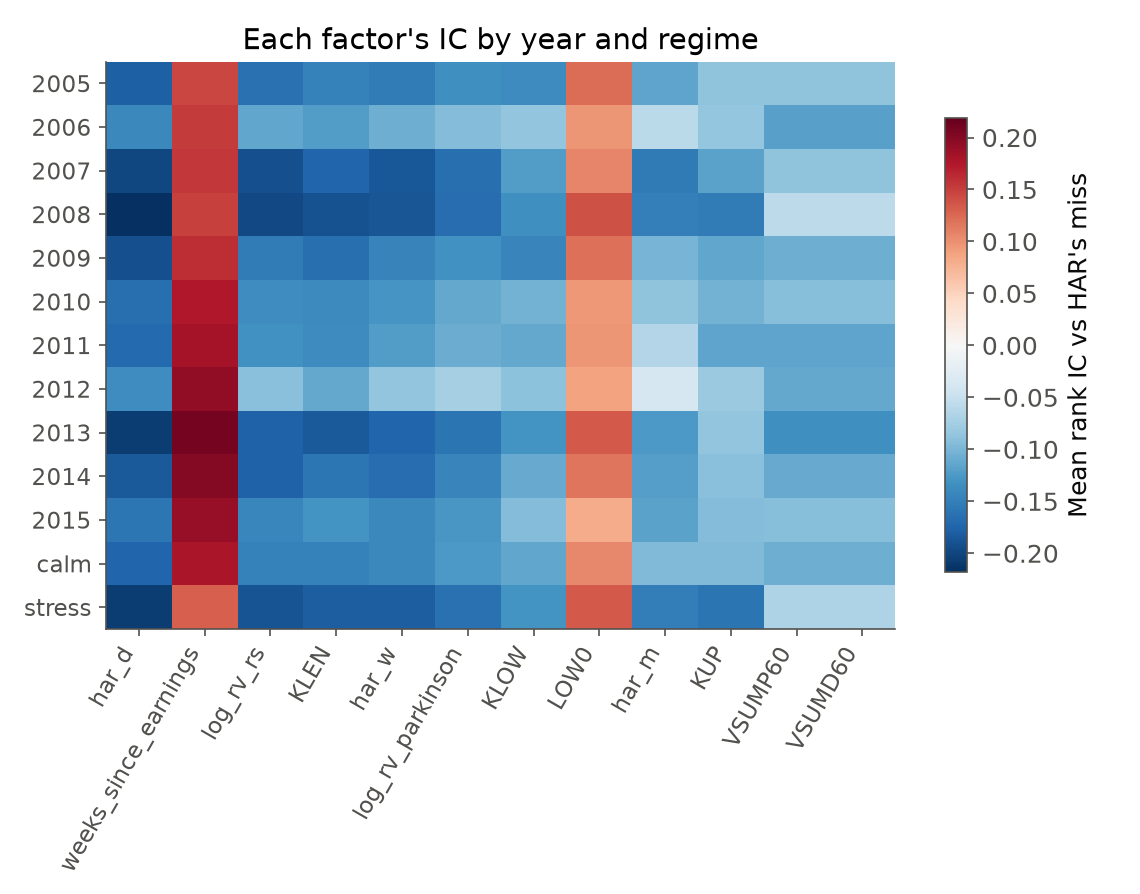 Each factor's IC by year and regime
2005
2006
2007
2008
2009
2010
2011
2012
2013
2014
2015
calm
stress
har_d
weeks_since_earnings
log_rv_rs
KLEN
har_w
log_rv_parkinson
KLOW
LOW0
har_m
KUP
VSUMP60
VSUMD60
0.20
0.15
0.10
0.05
0.00
−0.05
−0.10
−0.15
−0.20
Mean rank IC vs HAR's miss